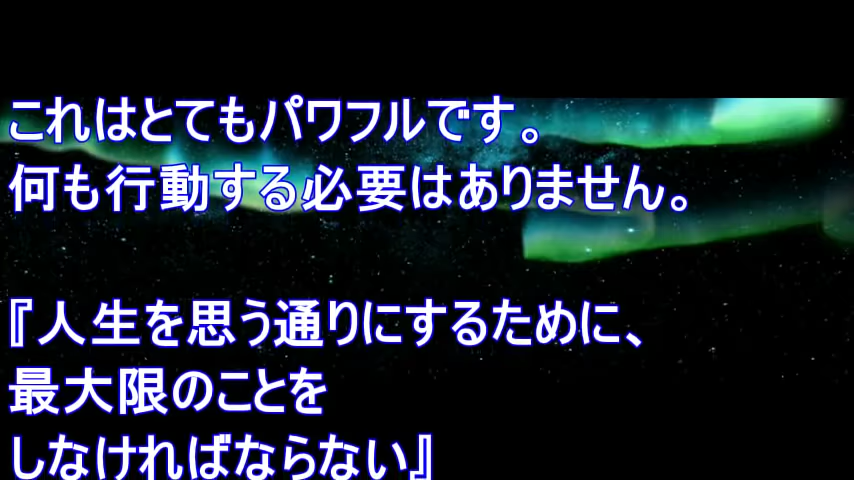 これはとてもパワフルです。
何も行動する必要はありません。
『人生を思う通りにするために、
最大限のことを
しなければならない』